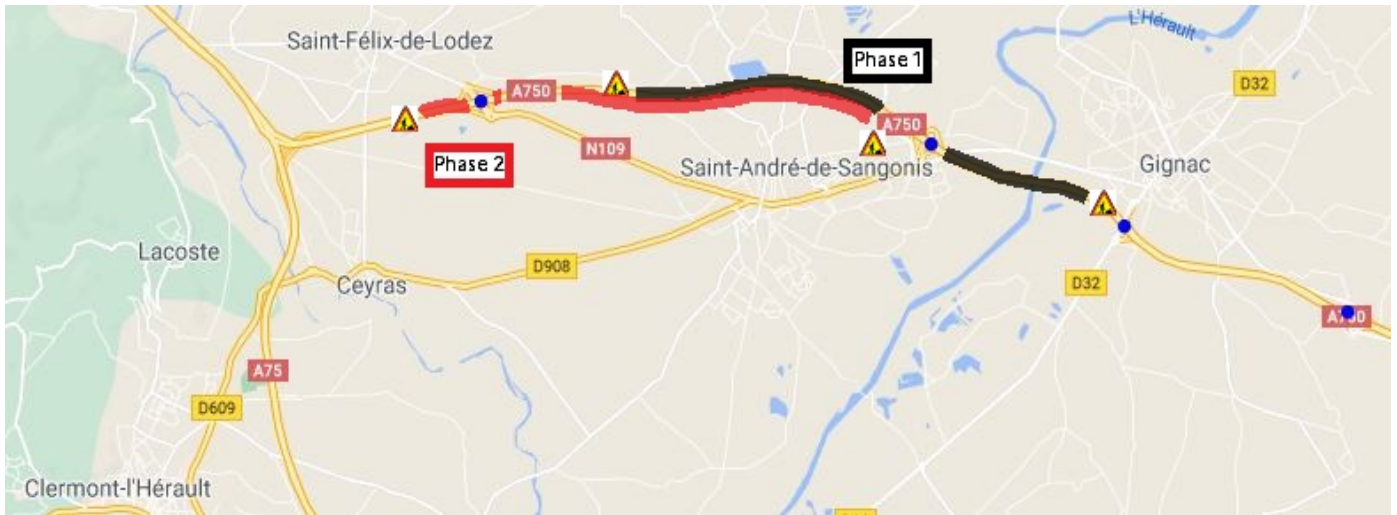 L'Hérault
Saint-Félix-de-Lodez
Phase 1
D32
A750
A750
N109
Phase 2
Saint-André-de-Sangonis
Gignac
Lacoste
D908
Ceyras
D32
A75
D609
Clermont-l'Hérault